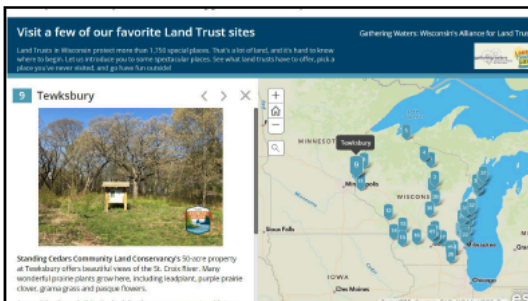 Visit a few of our favorite Land Trust sites
Gathering Waters: Wisconsin's Alliance for Land Trus
Land Trusts in Wisconsin protect more than 1,750 special places. That's a lot of land, and it's hard to know
where to begin. Let us introduce you to some spectacular places. See what land trusts have to offer, pick a
place you've never visited, and go have fun outside!
9 Tewksbury
Standing Cedars Community Land Conservancy's 50-acre property
at Tewksbury offers beautiful views of the St. Croix River. Many
wonderful prairie plants grow here, including leadplant, purple prairie
clover, grama grass and pasque flowers.
MINNESOT
Tewksbury
9
WISCONS
Sioux Falls
Milwaukee
IOWA
Chicago
Des Moines